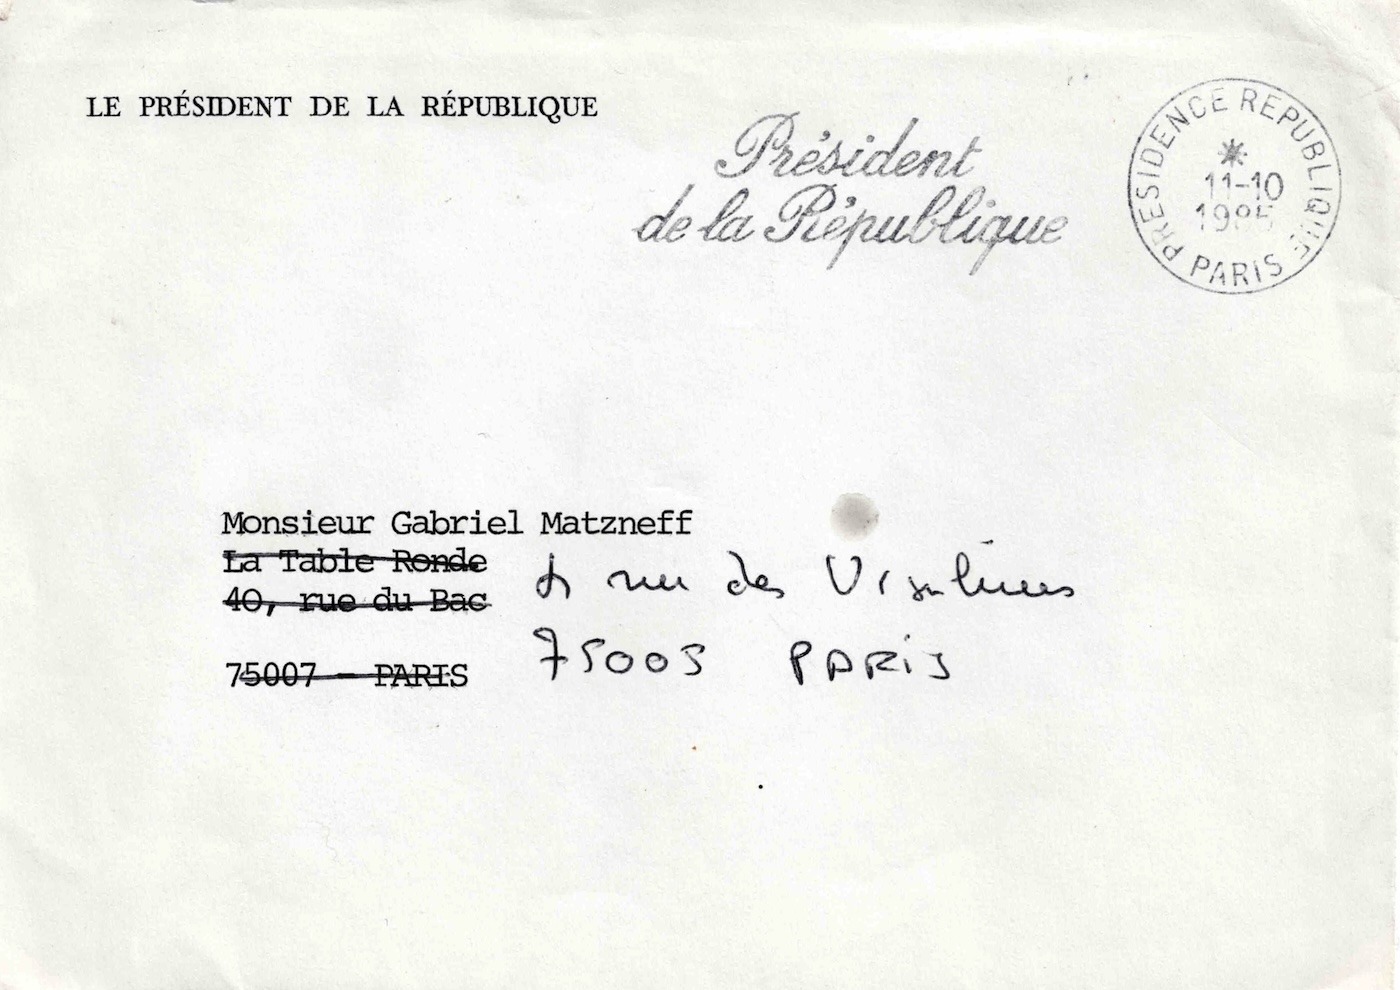 LE PRÉSIDENT DE LA RÉPUBLIQUE
Président
de la République
PRESIDENCE REPUBLIQUE
11-10
1985
PARIS
Monsieur Gabriel Matzneff
La Table Ronde
40, rue du Bac
rue des Ursulines
75007 - PARIS
75005 PARIS